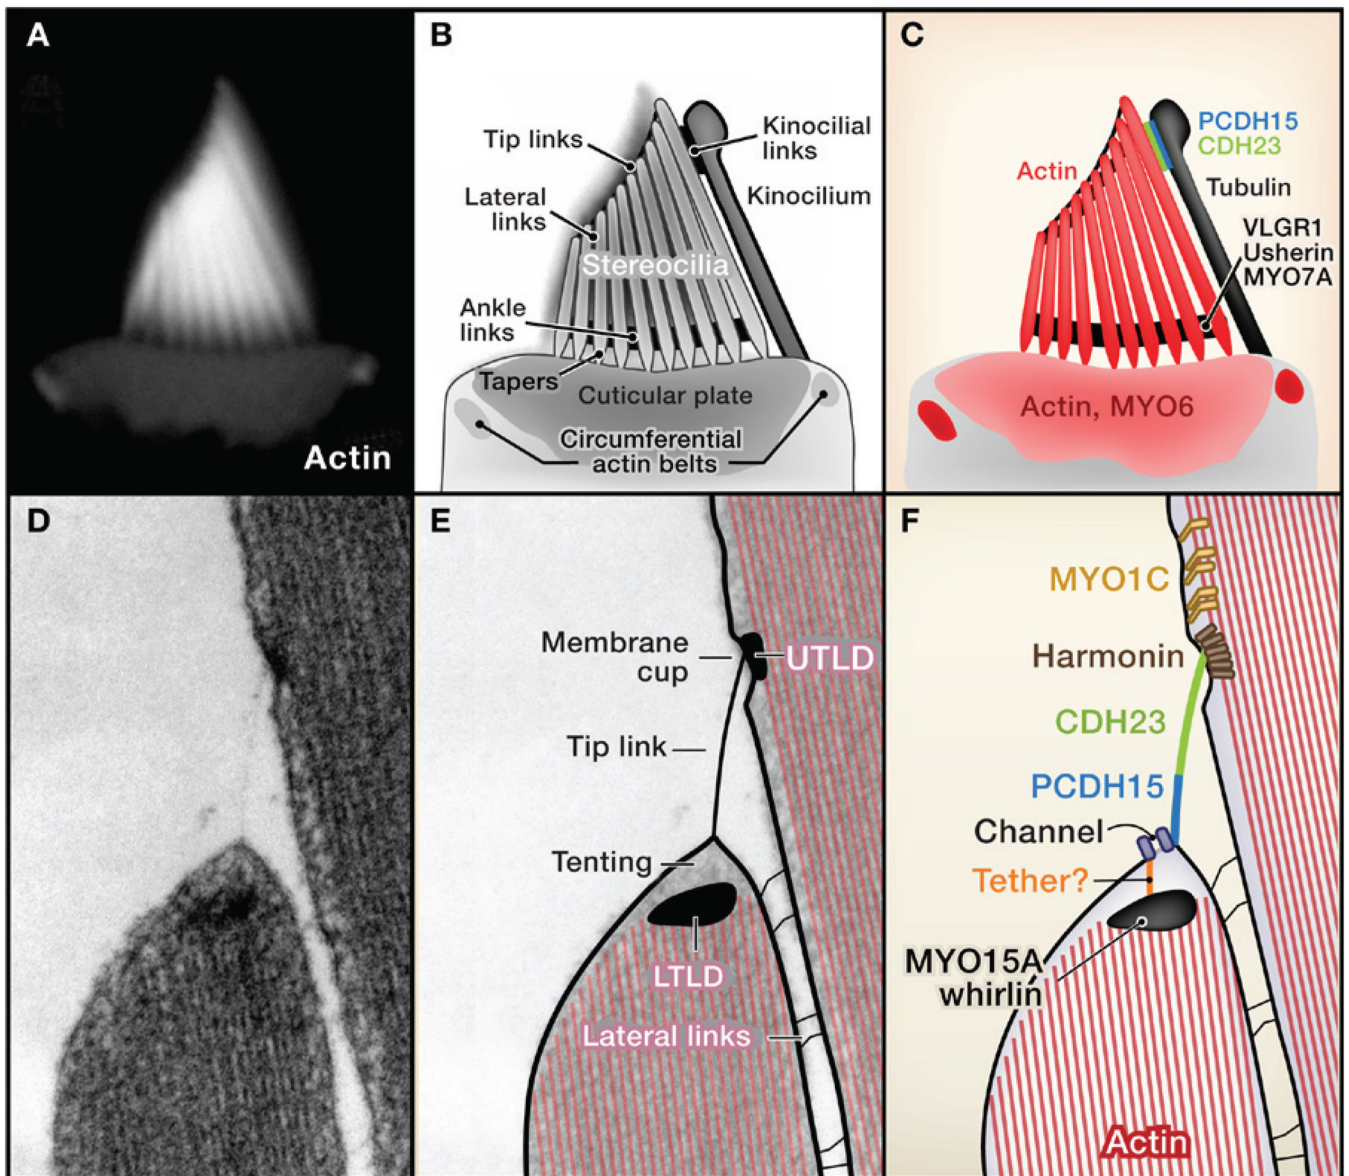 A
Actin
B
Tip links
Kinocilial
links
Lateral
links
Kinocilium
Stereocilia
Ankle
links
Tapers
Cuticular plate
Circumferential
actin belts
C
PCDH15
CDH23
Actin
Tubulin
VLGR1
Usherin
MYO7A
Actin, MYO6
D
E
Membrane
cup
UTLD
Tip link
Tenting
LTLD
Lateral links
F
MYO1C
Harmonin
CDH23
PCDH15
Channel
Tether?
MYO15A
whirlin
Actin